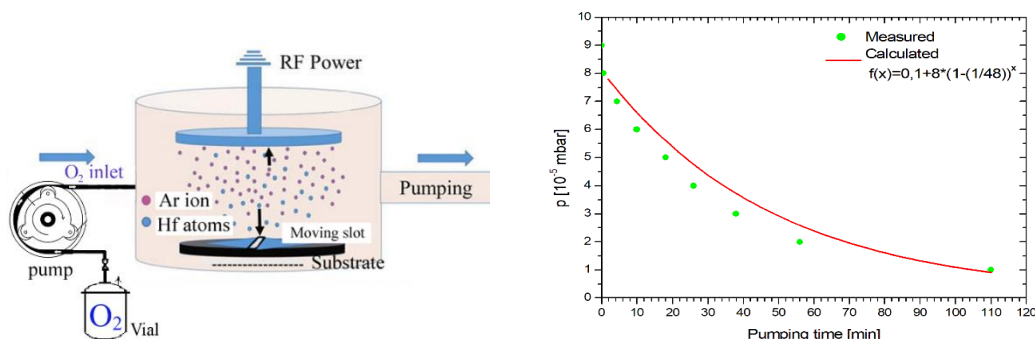 RF Power
O₂ inlet
Pumping
Ar ion
Hf atoms
Moving slot
Substrate
pump
O₂
Vial
Measured
Calculated
f(x)=0,1+8*(1-(1/48))ˣ
p [10⁻⁵ mbar]
10
9
8
7
6
5
4
3
2
1
0
0 10 20 30 40 50 60 70 80 90 100 110 120
Pumping time [min]